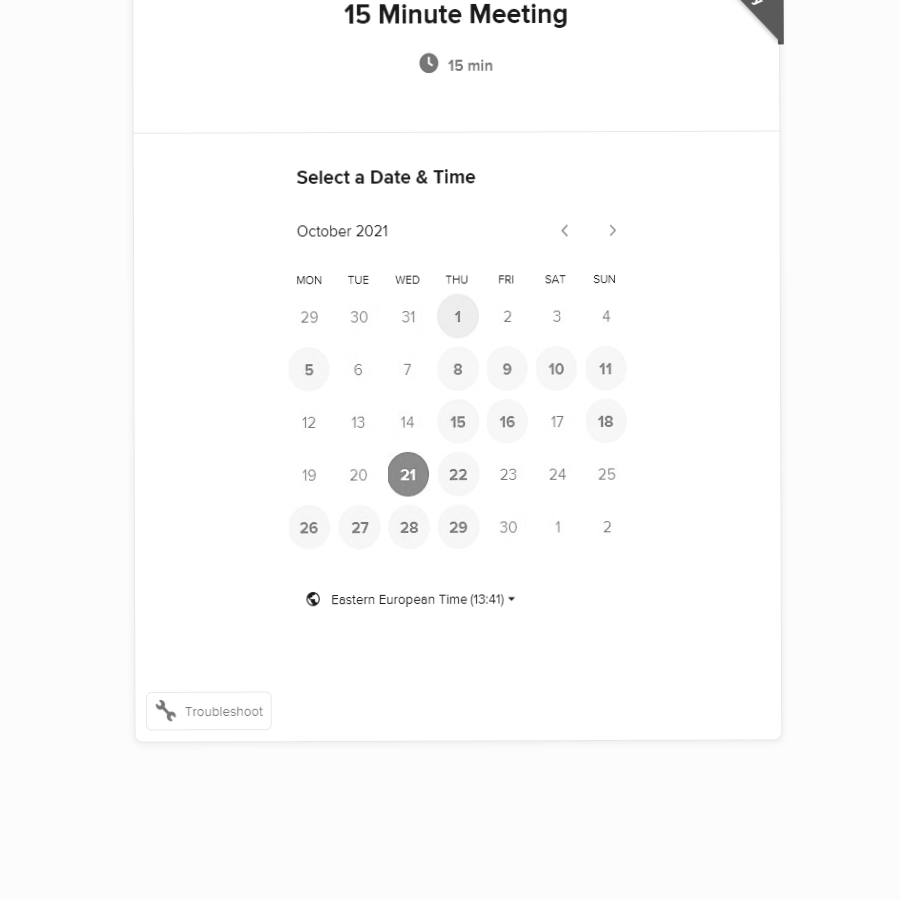 15 Minute Meeting
15 min
Select a Date & Time
October 2021
MON TUE WED THU FRI SAT SUN
29 30 31 1 2 3 4
5 6 7 8 9 10 11
12 13 14 15 16 17 18
19 20 21 22 23 24 25
26 27 28 29 30 1 2
Eastern European Time (13:41)
Troubleshoot